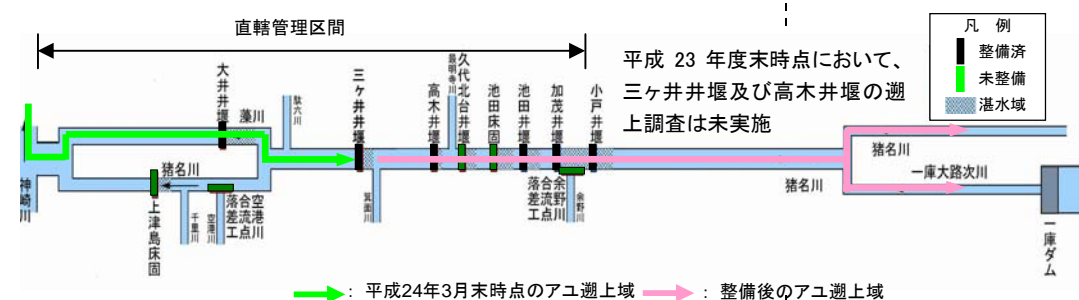 直轄管理区間
平成 23 年度末時点において、
三ヶ井井堰及び高木井堰の遡
上調査は未実施
凡 例
整備済
未整備
湛水域
大井井堰
藻川
駄六川
三ヶ井井堰
高木井堰
最明寺川
久代北台井堰
池田床固
池田井堰
加茂井堰
小戸井堰
神崎川
猪名川
上津島床固
千里川
空港川
空港川
合流点
落差工
箕面川
余野川
合流点
落差工
余野川
猪名川
猪名川
一庫大路次川
一庫ダム
: 平成24年3月末時点のアユ遡上域
: 整備後のアユ遡上域